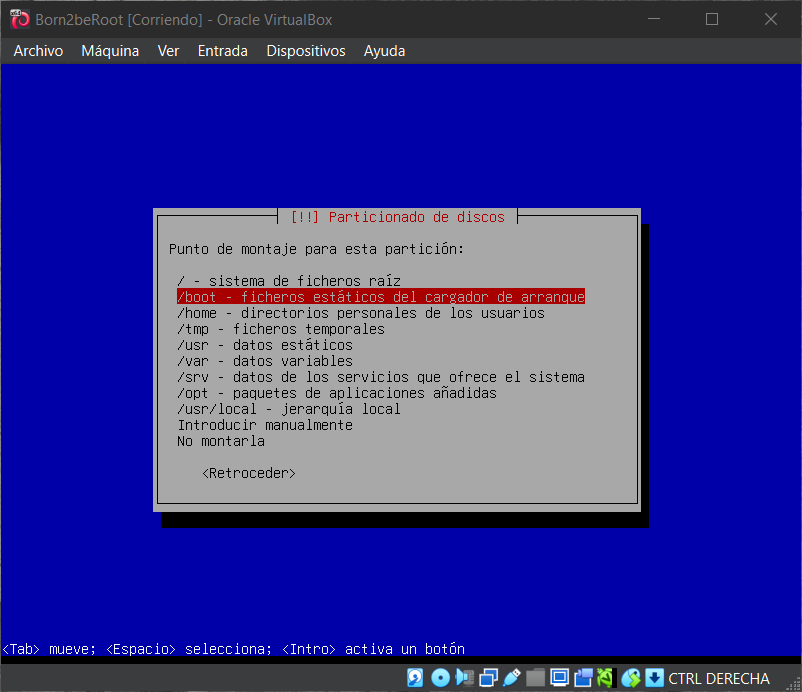 Born2beRoot [Corriendo] - Oracle VirtualBox
Archivo Máquina Ver Entrada Dispositivos Ayuda
[!!] Particionado de discos
Punto de montaje para esta partición:
/ - sistema de ficheros raíz
/boot - ficheros estáticos del cargador de arranque
/home - directorios personales de los usuarios
/tmp - ficheros temporales
/usr - datos estáticos
/var - datos variables
/srv - datos de los servicios que ofrece el sistema
/opt - paquetes de aplicaciones añadidas
/usr/local - jerarquía local
Introducir manualmente
No montarla
<Retroceder>
<Tab> mueve; <Espacio> selecciona; <Intro> activa un botón
CTRL DERECHA